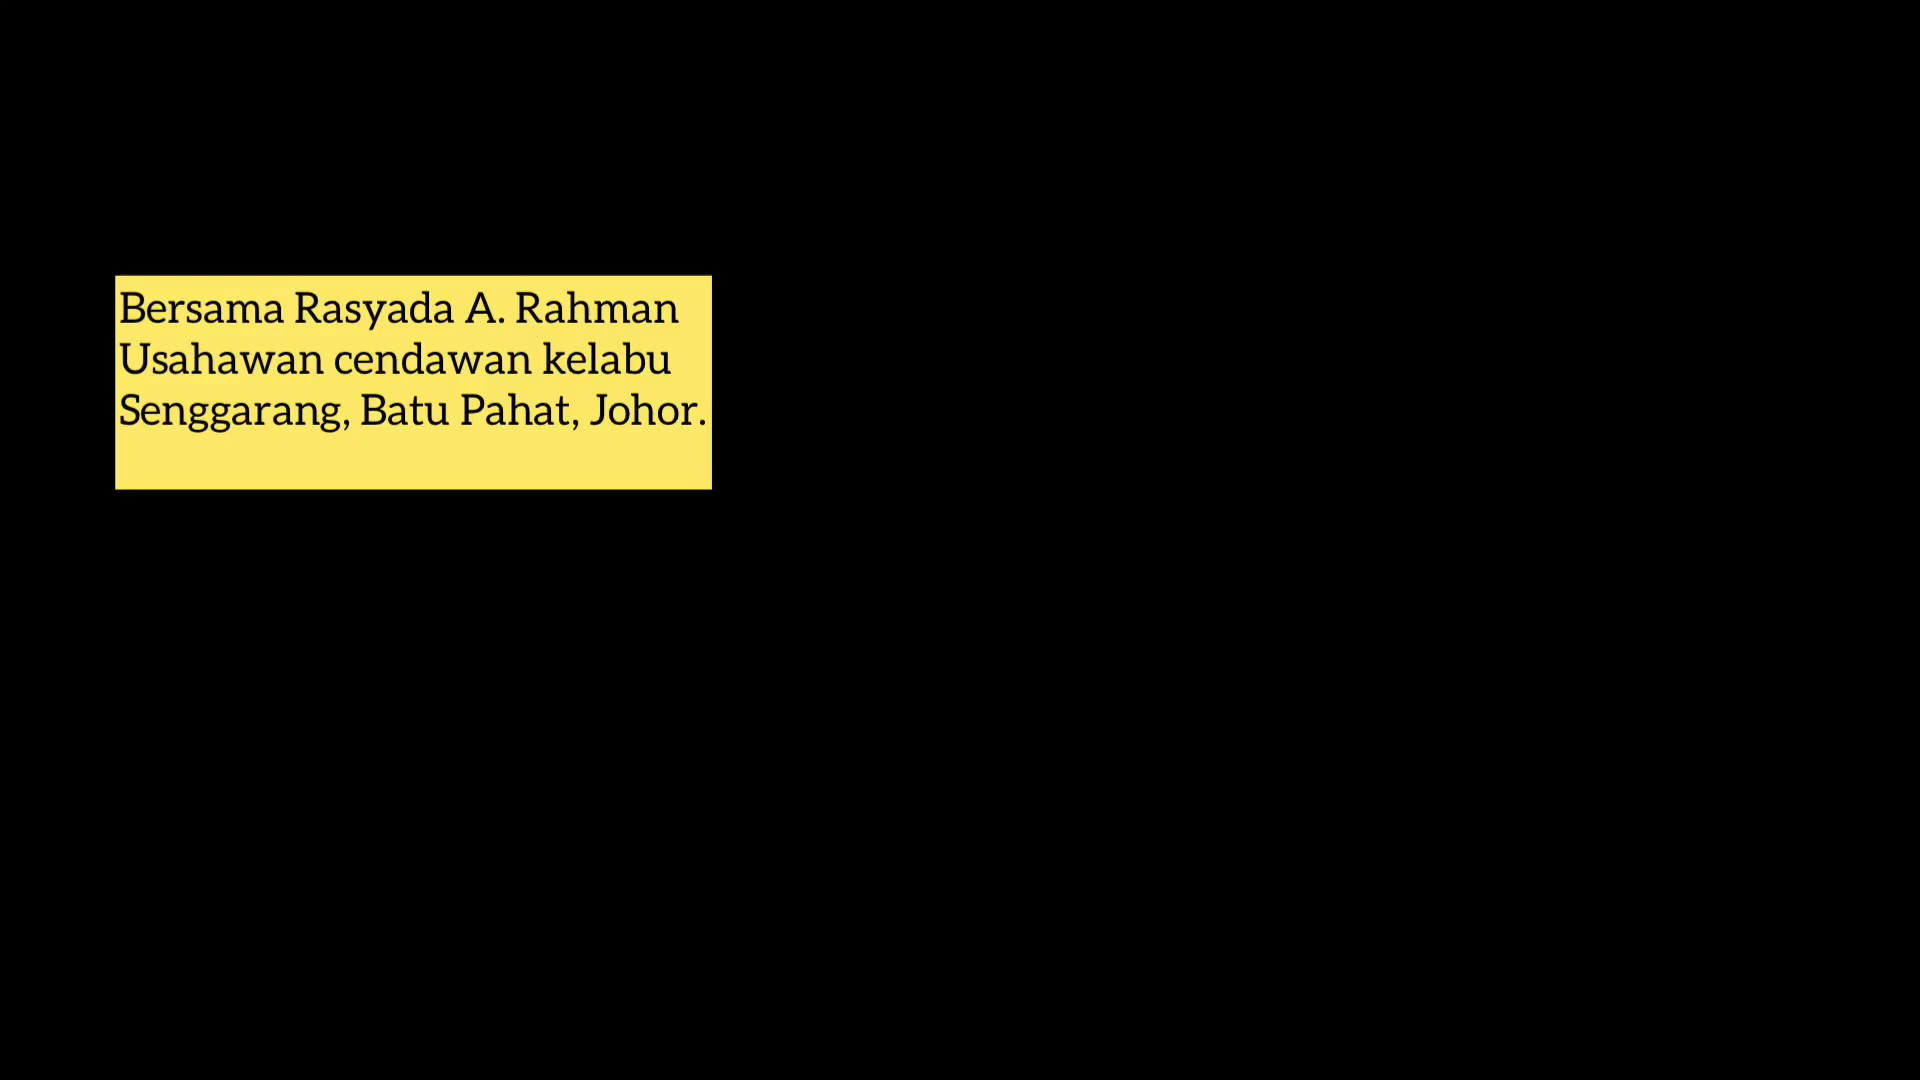 Bersama Rasyada A. Rahman
Usahawan cendawan kelabu
Senggarang, Batu Pahat, Johor.